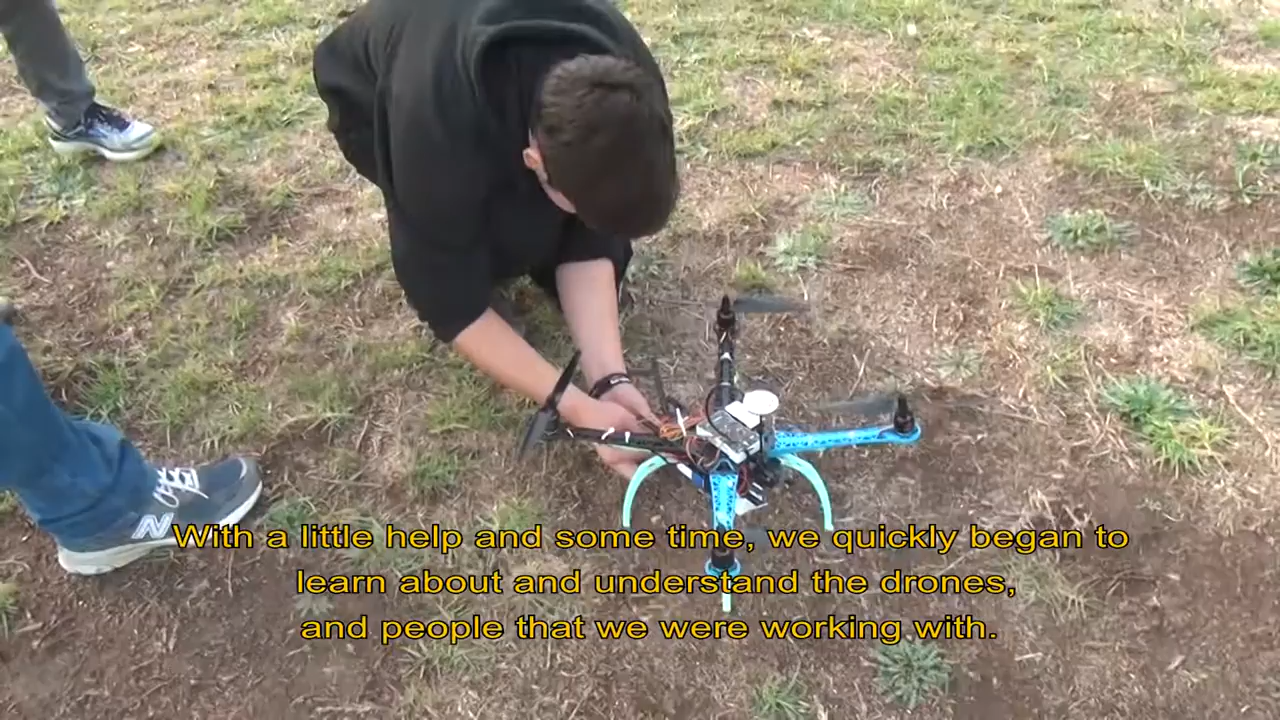 With a little help and some time, we quickly began to
learn about and understand the drones,
and people that we were working with.
N